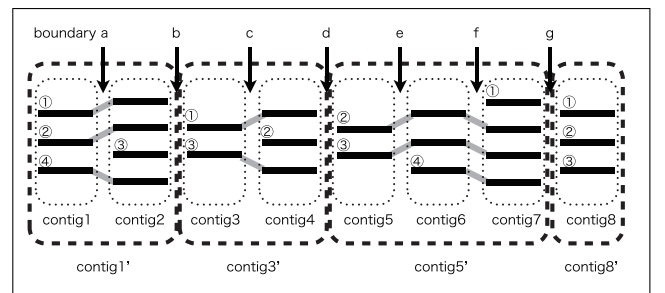 boundary a b c d e f g
① ② ④
③
① ③
②
② ③
④
①
① ② ③
contig1 contig2 contig3 contig4 contig5 contig6 contig7 contig8
contig1' contig3' contig5' contig8'